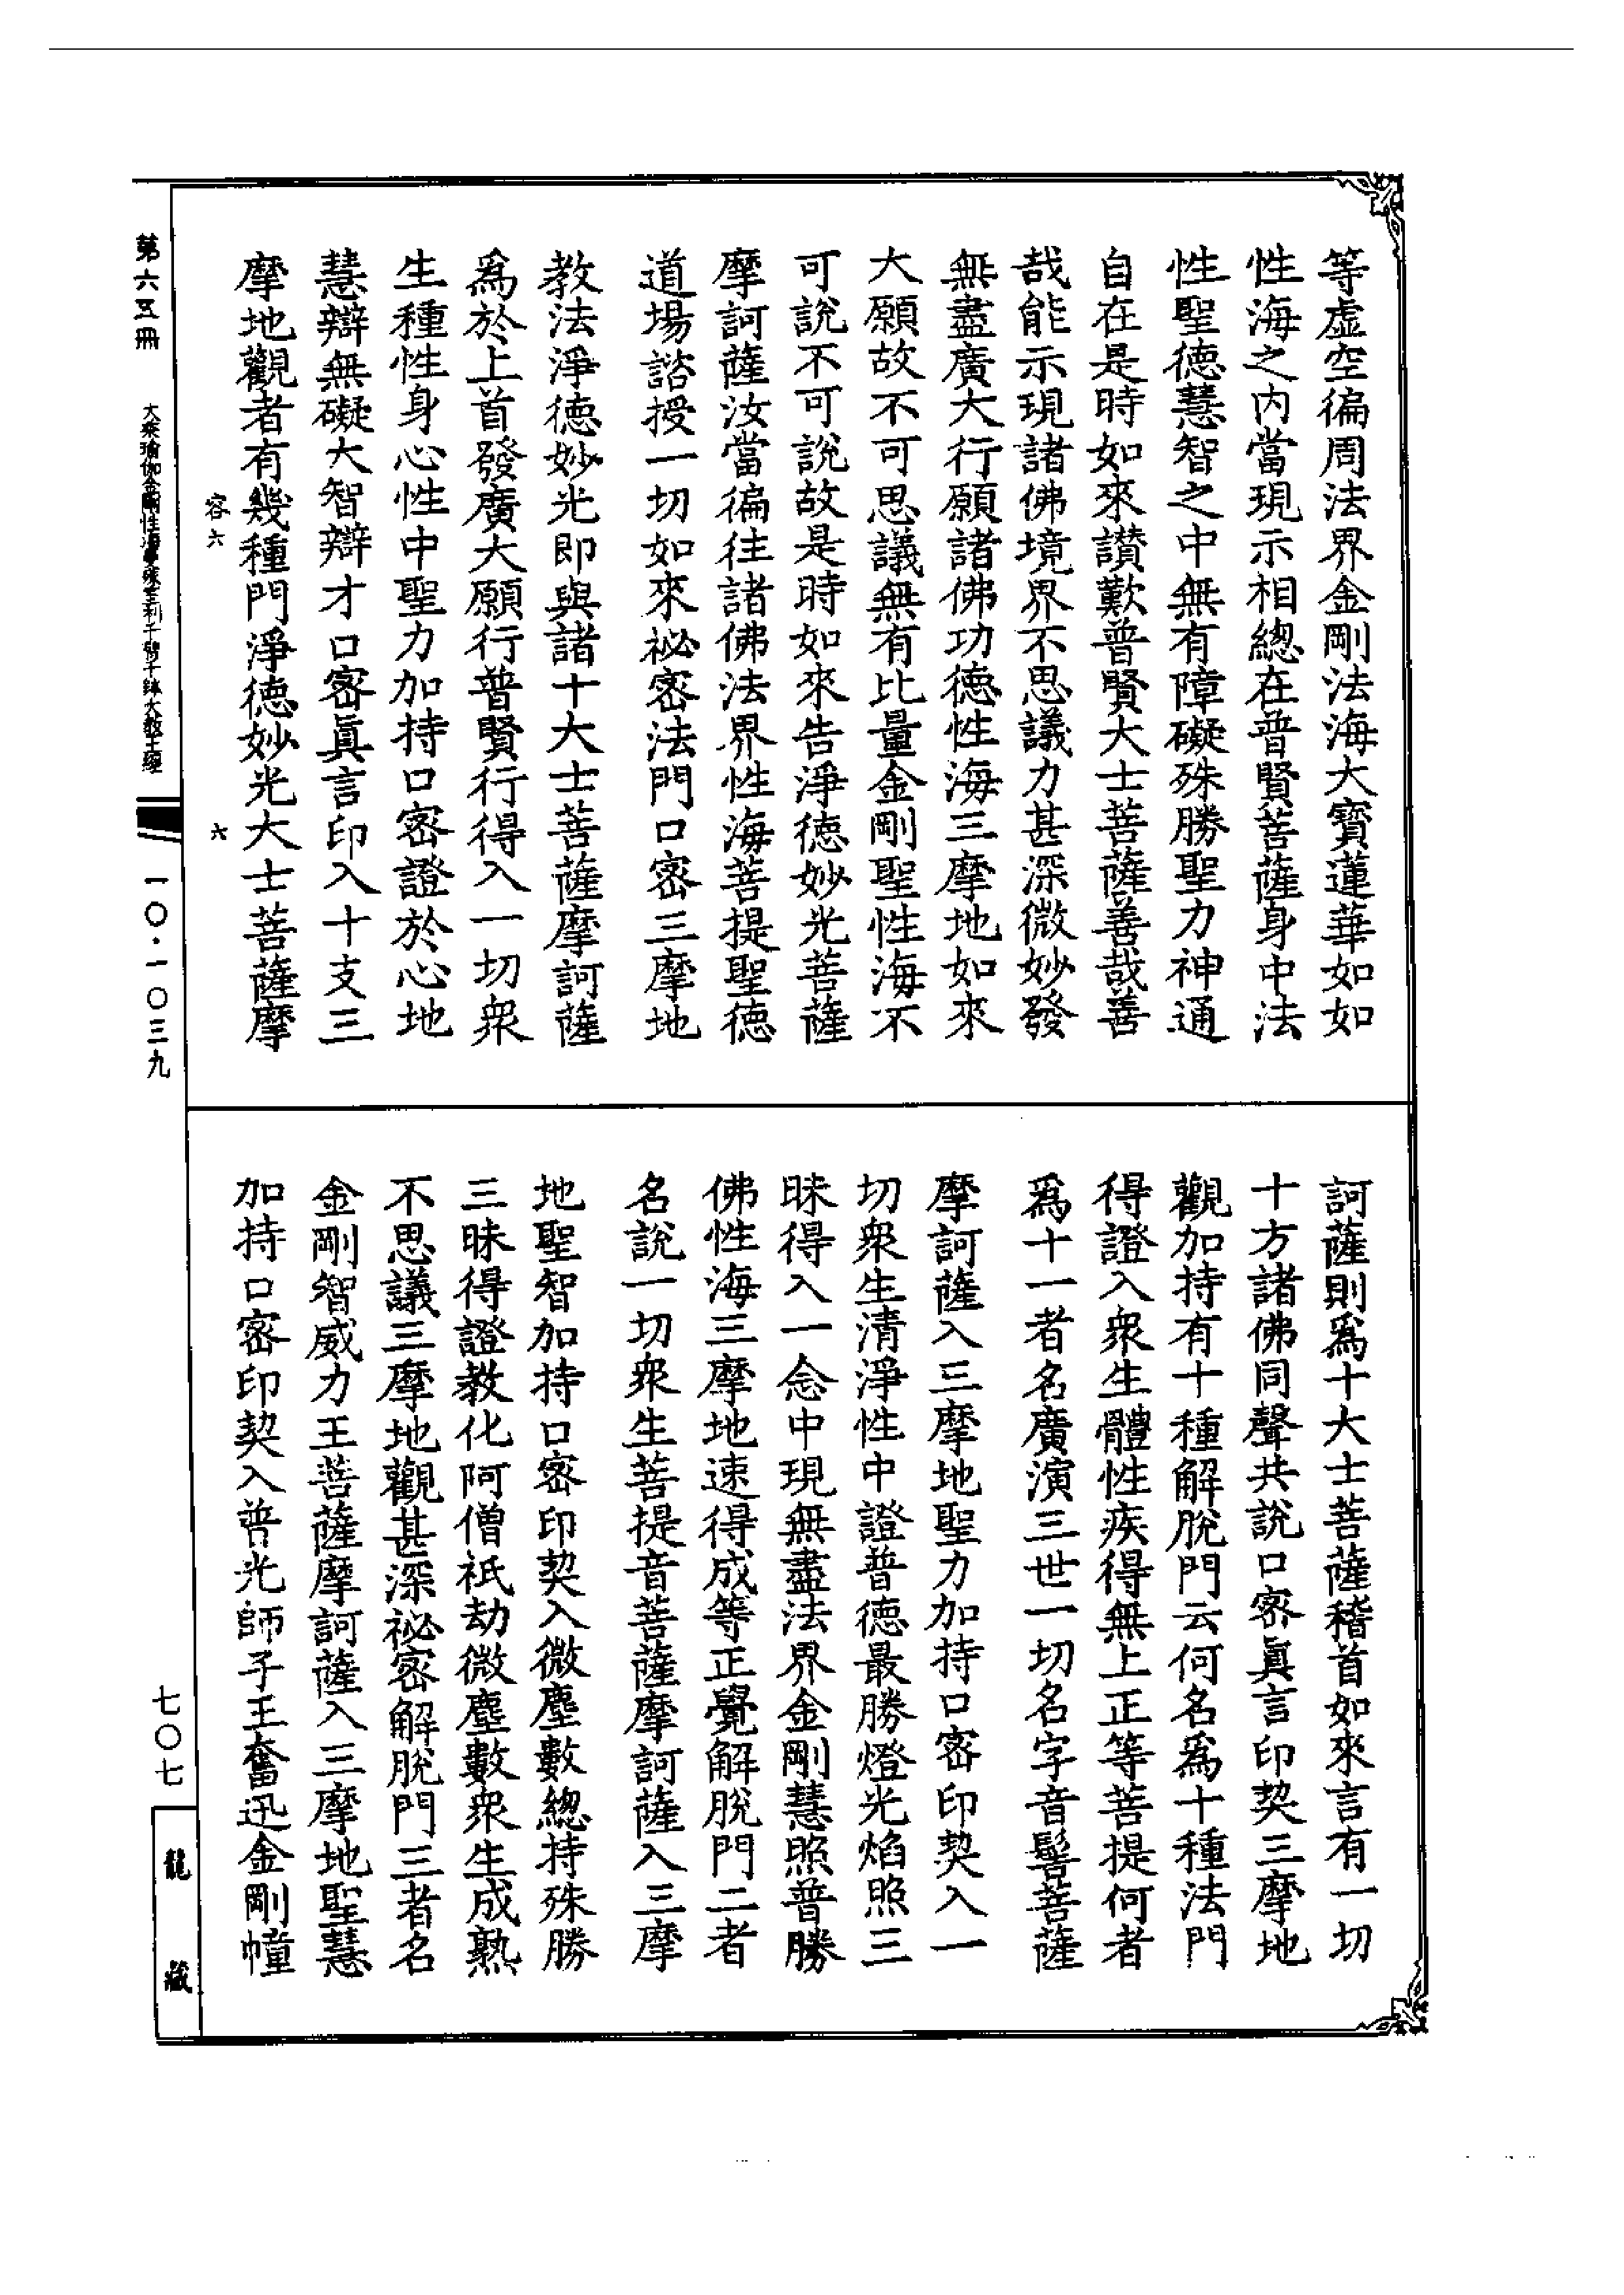 等虛空徧周法界金剛法海大寶蓮華如如
性海之内當現示相總在普賢菩薩身中法
性聖德慧智之中無有障礙殊勝聖力神通
自在是時如來讚歎普賢大士菩薩善哉善
哉能示現諸佛境界不思議力甚深微妙發
無盡廣大行願諸佛功德性海三摩地如來
大願故不可思議無有比量金剛聖性海不
可說不可說故是時如來告淨德妙光菩薩
摩訶薩汝當徧往諸佛法界性海菩提聖德
道場諮授一切如來祕密法門口密三摩地
教法淨德妙光即與諸十大士菩薩摩訶薩
爲於上首發廣大願行普賢行得入一切衆
生種性身心性中聖力加持口密證於心地
慧辯無礙大智辯才口密眞言印入十支三
摩地觀者有幾種門淨德妙光大士菩薩摩
訶薩則爲十大士菩薩稽首如來言有一切
十方諸佛同聲共說口密眞言印契三摩地
觀加持有十種解脫門云何名爲十種法門
得證入衆生體性疾得無上正等菩提何者
爲十一者名廣演三世一切名字音髻菩薩
摩訶薩入三摩地聖力加持口密印契入一
切衆生清淨性中證普德最勝燈光焰照三
昧得入一念中現無盡法界金剛慧照普勝
佛性海三摩地速得成等正覺解脫門二者
名說一切衆生菩提音菩薩摩訶薩入三摩
地聖智加持口密印契入微塵數總持殊勝
三昧得證教化阿僧祇劫微塵數衆生成熟
不思議三摩地觀甚深祕密解脫門三者名
金剛智威力王菩薩摩訶薩入三摩地聖慧
加持口密印契入普光師子王奮迅金剛幢
容六
六
第六五冊
大乘瑜伽金剛性海曼殊室利千臂千鉢大教王經
一〇·一〇三九
七〇七
龍藏